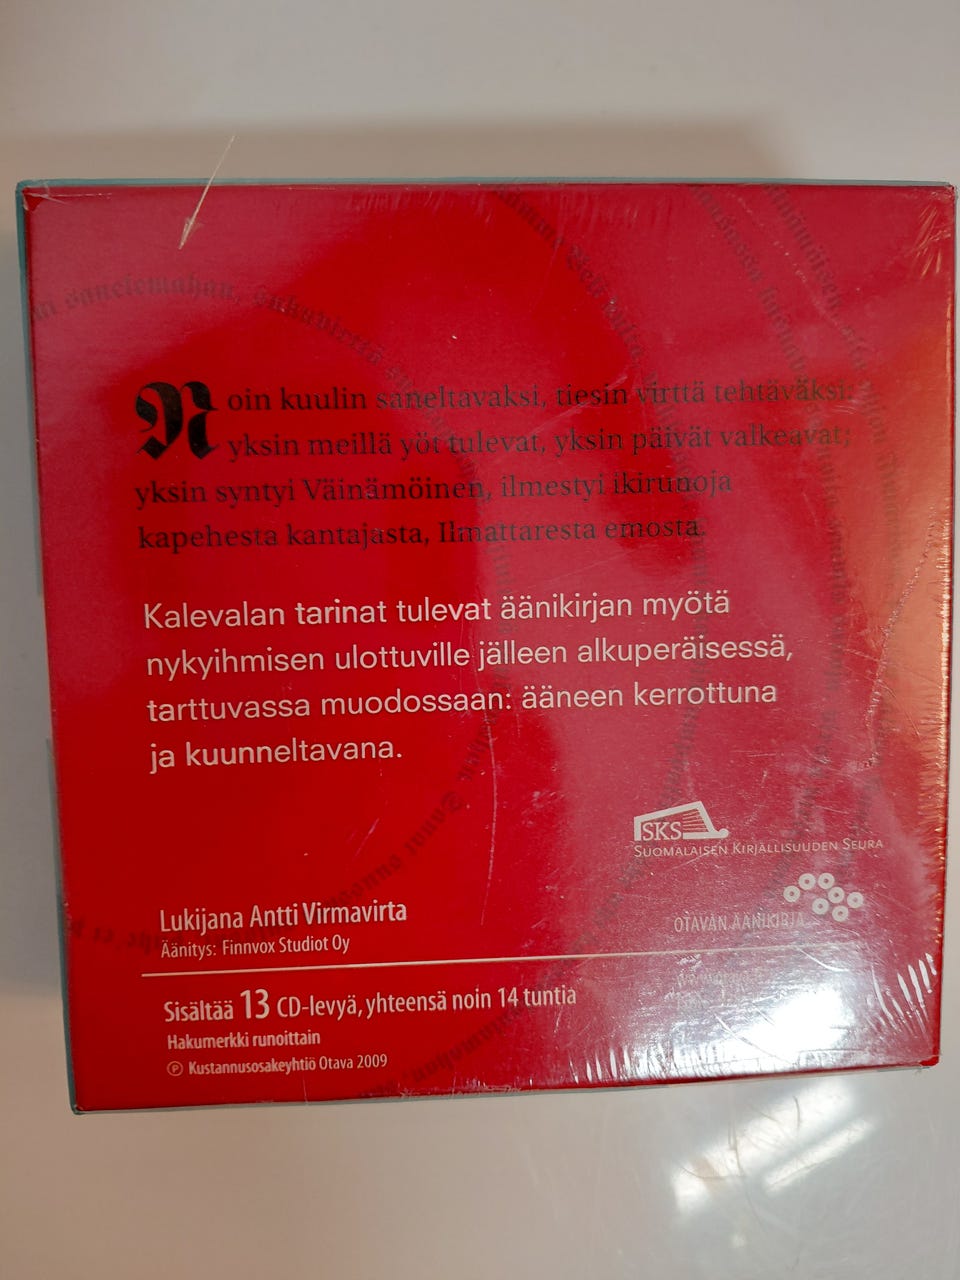 Noin kuulin saneltavaksi, tiesin virttä tehtäväksi:
yksin meillä yöt tulevat, yksin päivät valkeavat;
yksin syntyi Väinämöinen, ilmestyi ikirunoja
kapehesta kantajasta, Ilmattaresta emosta.
Kalevalan tarinat tulevat äänikirjan myötä
nykyihmisen ulottuville jälleen alkuperäisessä,
tarttuvassa muodossaan: ääneen kerrottuna
ja kuunneltavana.
SKS
SUOMALAISEN KIRJALLISUUDEN SEURA
OTAVAN ÄÄNIKIRJA
Lukijana Antti Virmavirta
Äänitys: Finnvox Studiot Oy
Sisältää 13 CD-levyä, yhteensä noin 14 tuntia
Hakumerkki runoittain
℗ Kustannusosakeyhtiö Otava 2009